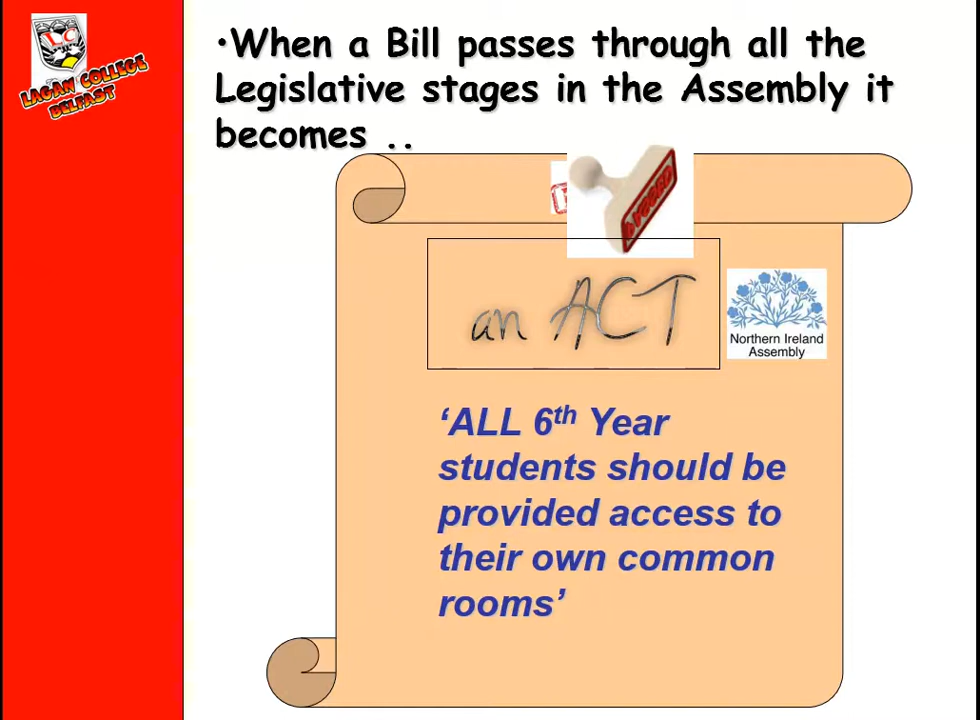 LC
LAGAN COLLEGE
BELFAST
•When a Bill passes through all the
Legislative stages in the Assembly it
becomes ..
an ACT
Northern Ireland
Assembly
‘ALL 6th Year
students should be
provided access to
their own common
rooms’